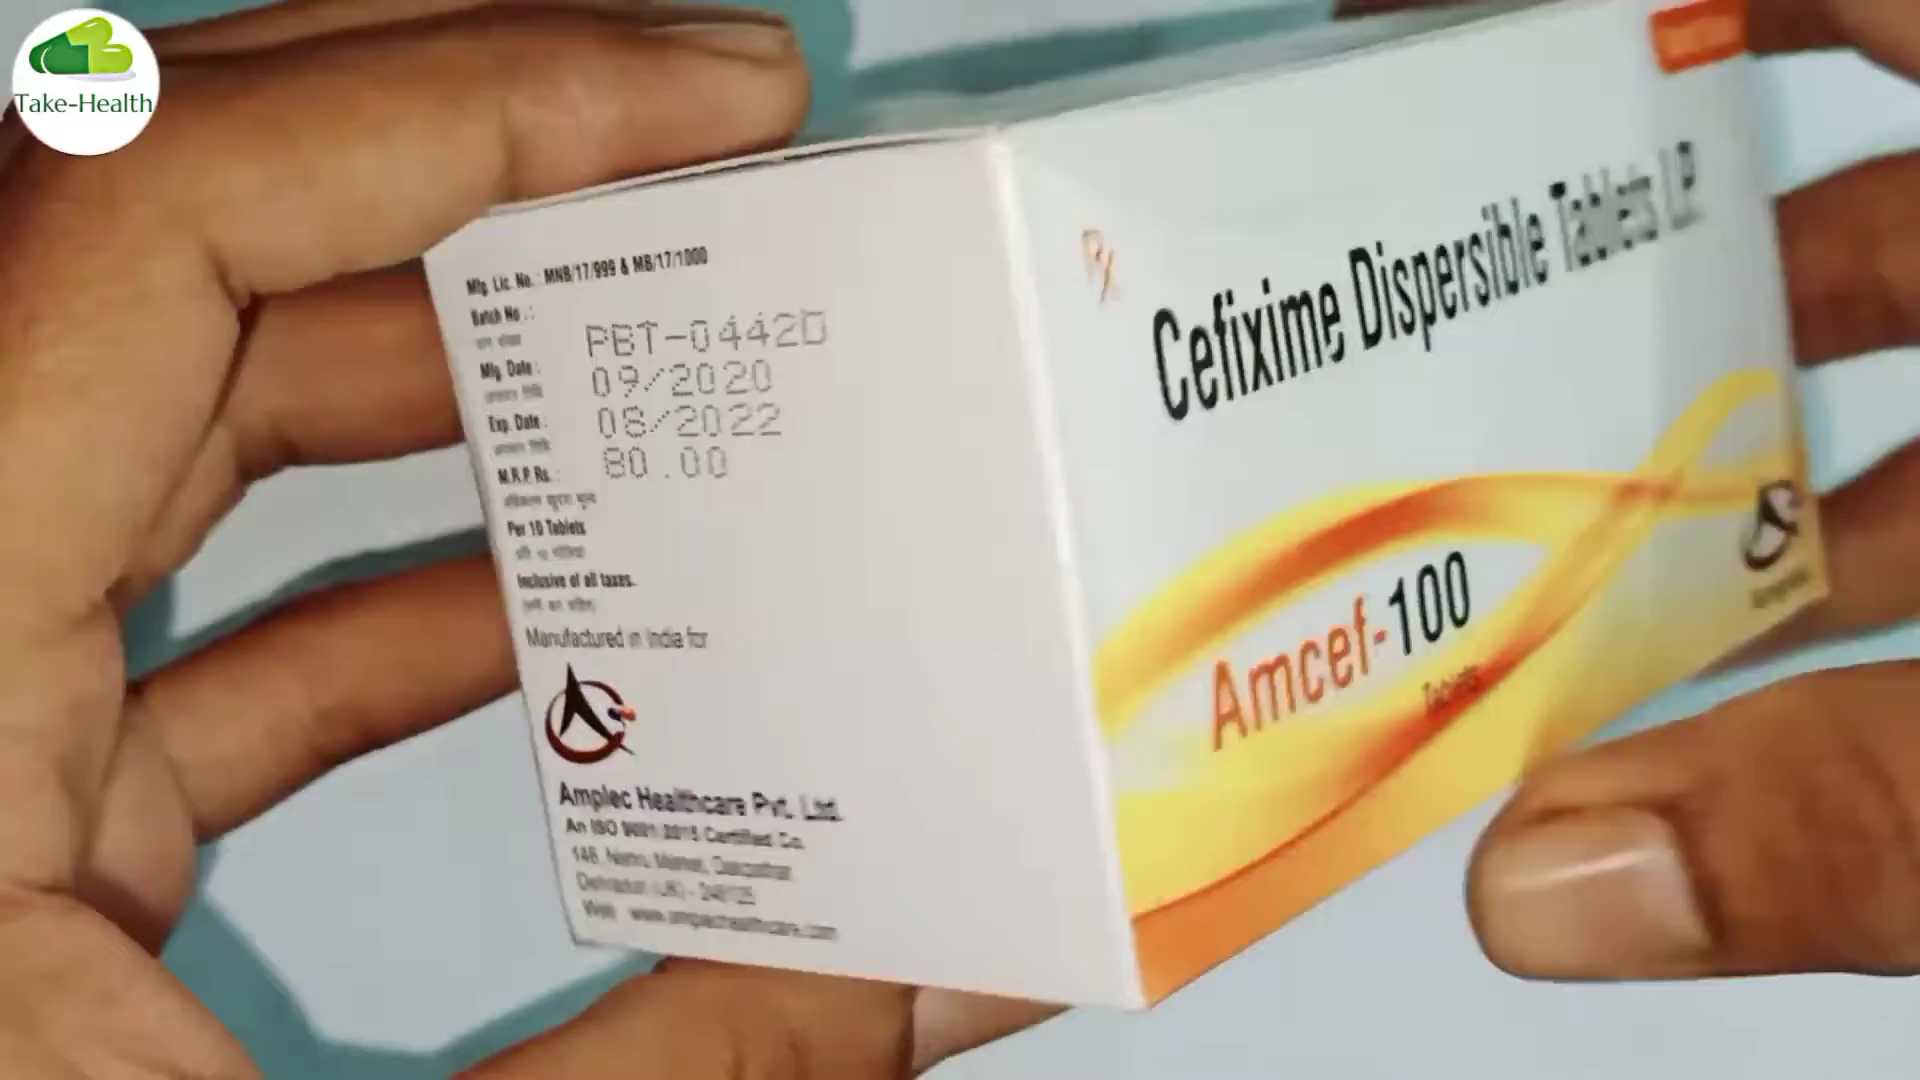 Take-Health
Mfg. Lic. No. : MNB/17/999 & MB/17/1000
Batch No . :
PBT-0442D
Mfg. Date :
09/2020
Exp. Date :
08/2022
M.R.P. Rs. :
80.00
Per 10 Tablets
Inclusive of all taxes.
Manufactured in India for
Amplec Healthcare Pvt. Ltd.
An ISO 9001:2015 Certified Co.
Rx
Cefixime Dispersible Tablets I.P.
Amcef-100
Tablets